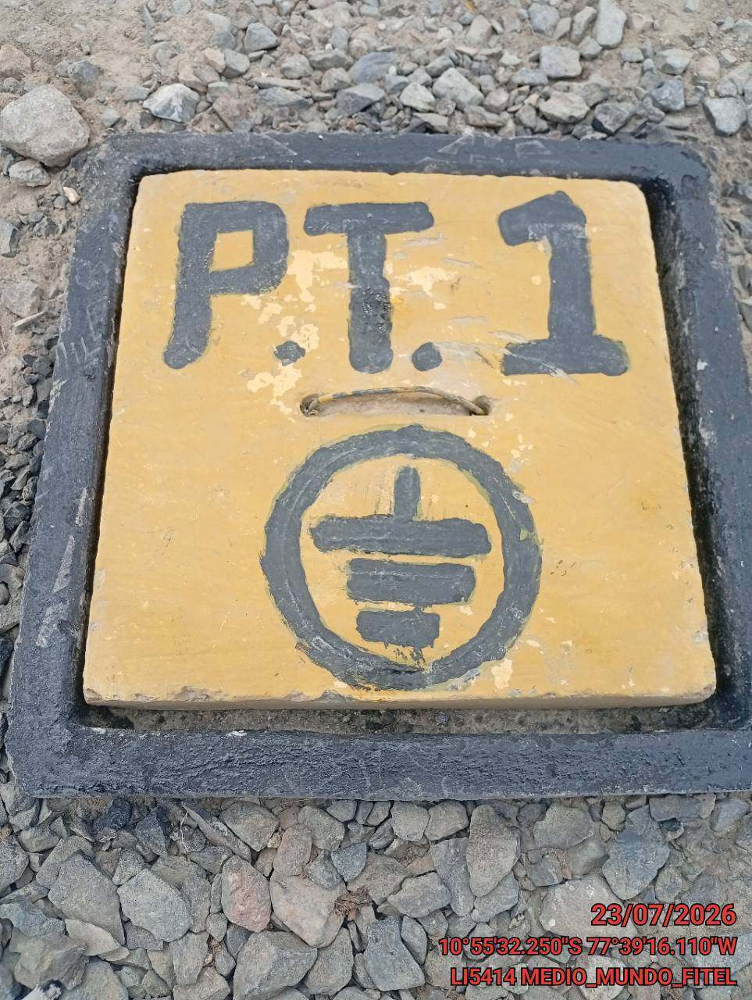 P.T.1
23/07/2026
10°55'32.250"S 77°39'16.110"W
LI5414 MEDIO_MUNDO_FITEL